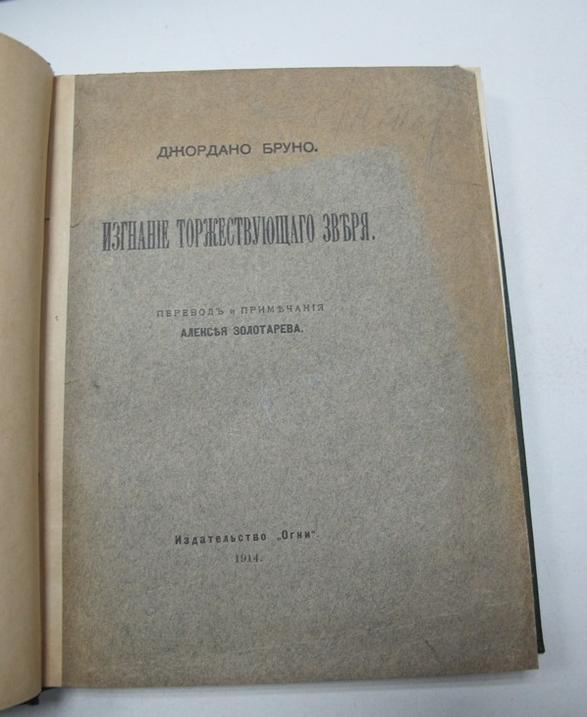 ДЖОРДАНО БРУНО.
ИЗГНАНІЕ ТОРЖЕСТВУЮЩАГО ЗВѢРЯ.
ПЕРЕВОДЪ и ПРИМѢЧАНІЯ
АЛЕКСѢЯ ЗОЛОТАРЕВА.
Издательство „Огни“
1914.